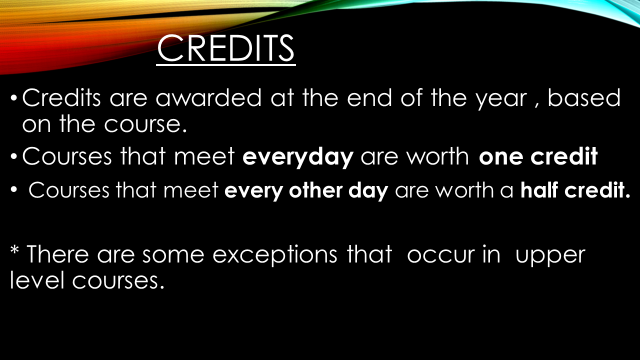 CREDITS
•Credits are awarded at the end of the year , based
on the course.
•Courses that meet everyday are worth one credit
• Courses that meet every other day are worth a half credit.
* There are some exceptions that  occur in  upper
level courses.